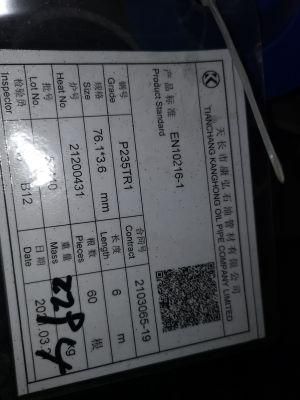 天长市康弘石油管材有限公司
TIANCHANG KANGHONG OIL PIPE COMPANY LIMITED
产品标准 EN10216-1
Product Standard
钢号 P235TR1 合同号 2103065-19
Grade Contract
规格 76.1*3.6 mm 长度 6 m
Size Length
炉号 21200431 根数 60 根
Heat NO. Pieces
批号 重量 Kg
Lot No. Mass
检验员 B12 日期
Inspector Date